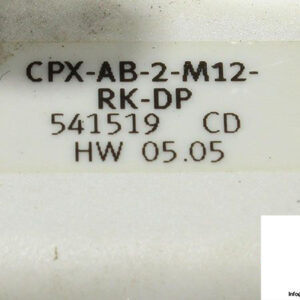 CPX-AB-2-M12-
RK-DP
541519 CD
HW 05.05